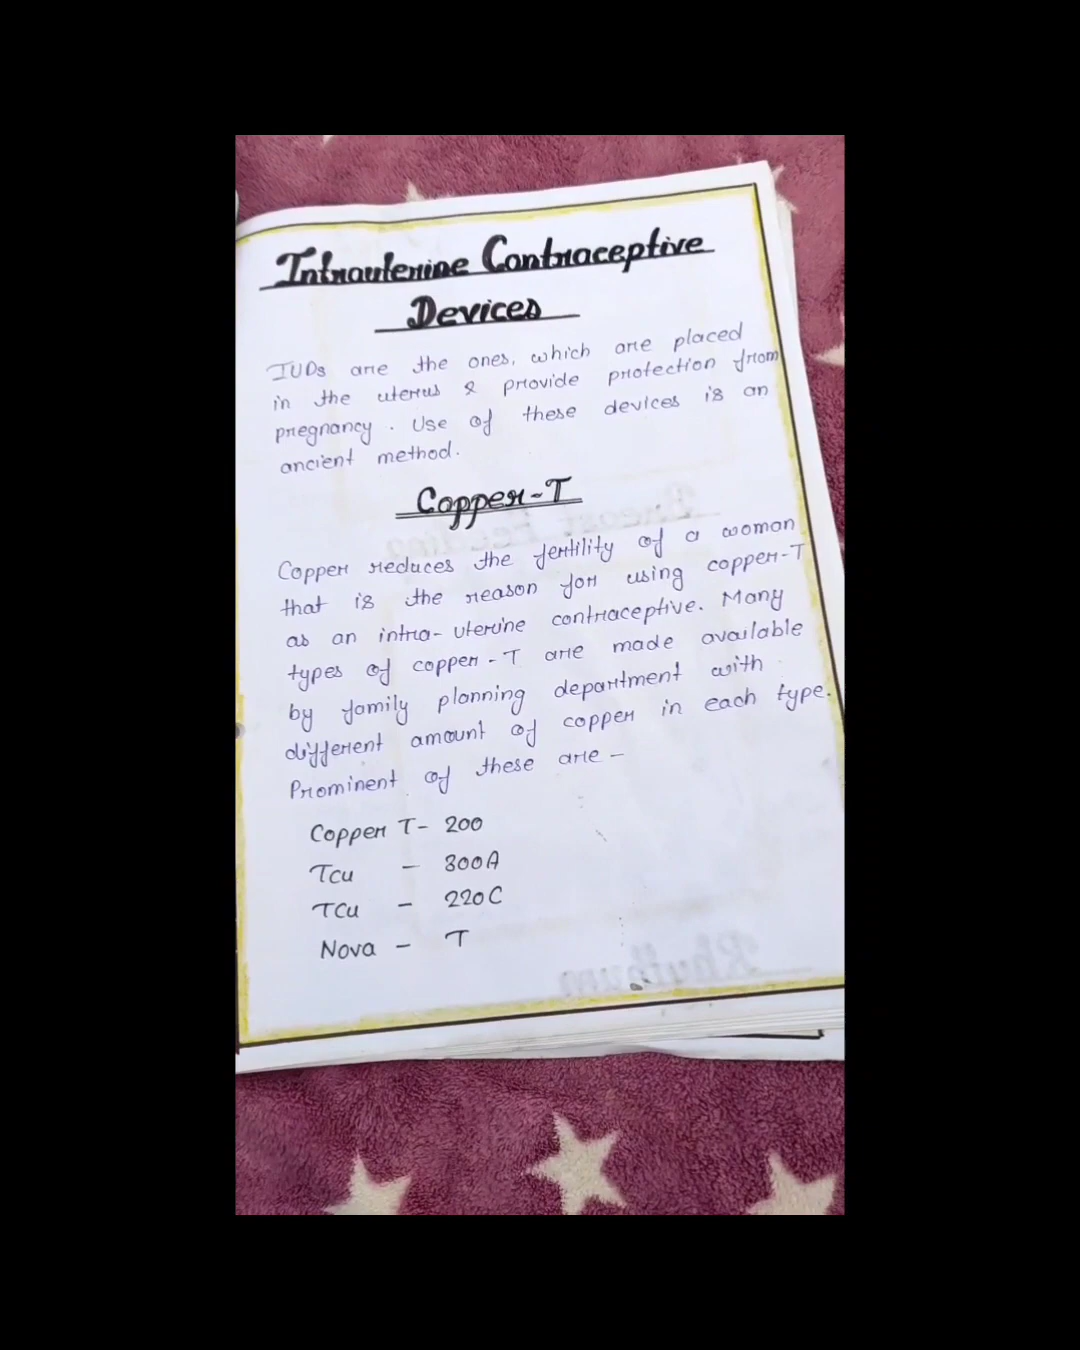 Intrauterine Contraceptive
Devices
IUDs are the ones, which are placed
in the uterus & provide protection from
pregnancy. Use of these devices is an
ancient method.
Copper-T
Copper reduces the fertility of a woman
that is the reason for using copper-T
as an intra-uterine contraceptive. Many
types of copper-T are made available
by family planning department with
different amount of copper in each type.
Prominent of these are –
Copper T- 200
Tcu – 300A
TCu – 220C
Nova – T